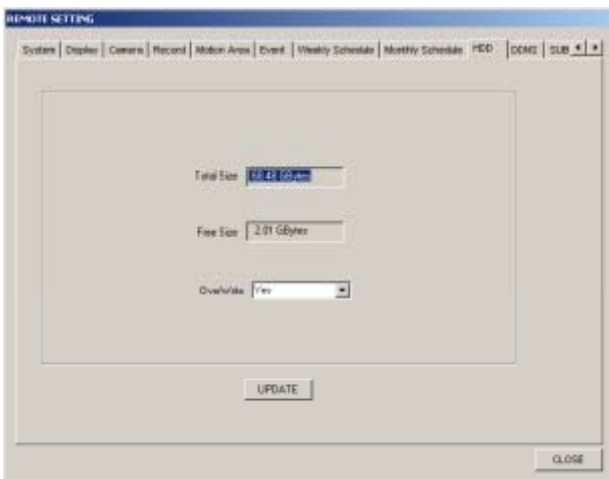 REMOTE SETTING
System Display Camera Record Motion Area Event Weekly Schedule Monthly Schedule HDD DDNS SUB
Total Size GBytes
Free Size 2.01 GBytes
OverWrite Yes
UPDATE
CLOSE